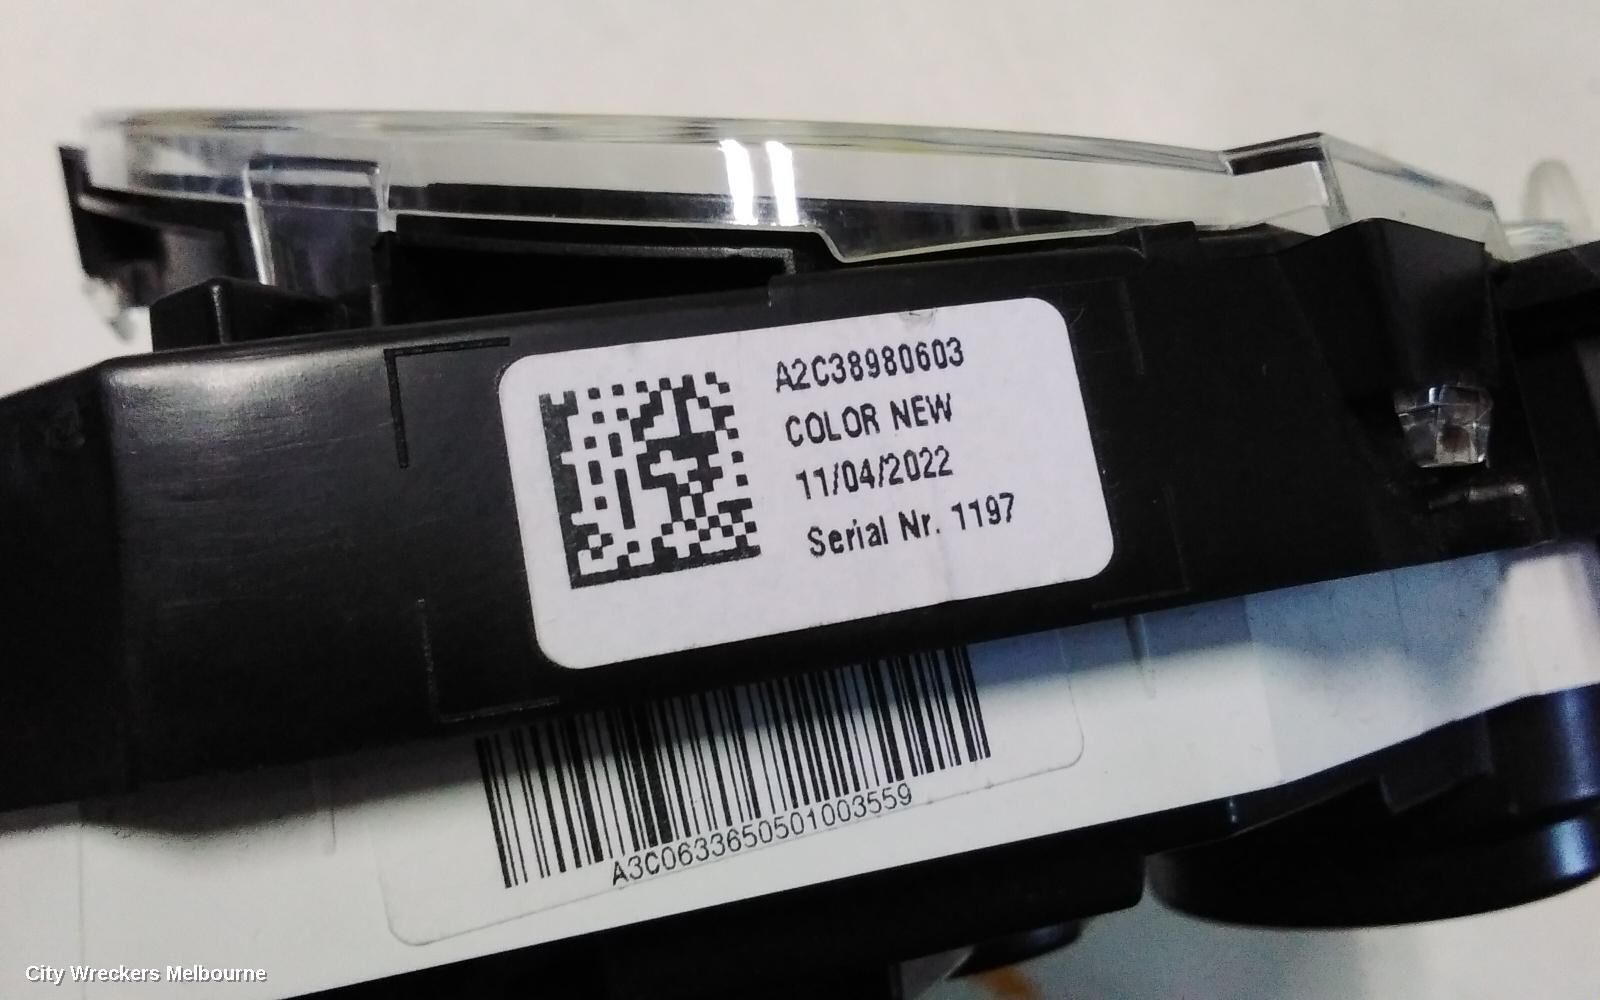 A2C38980603
COLOR NEW
11/04/2022
Serial Nr. 1197
A3C0633650501003559
City Wreckers Melbourne